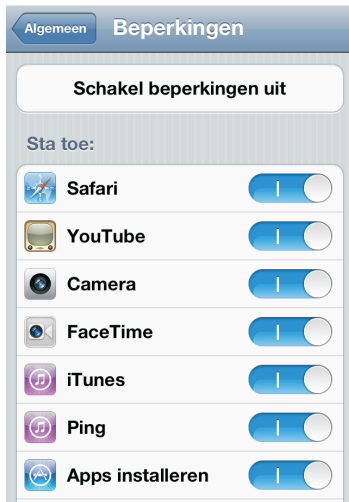 Algemeen
Beperkingen
Schakel beperkingen uit
Sta toe:
Safari
YouTube
Camera
FaceTime
iTunes
Ping
Apps installeren